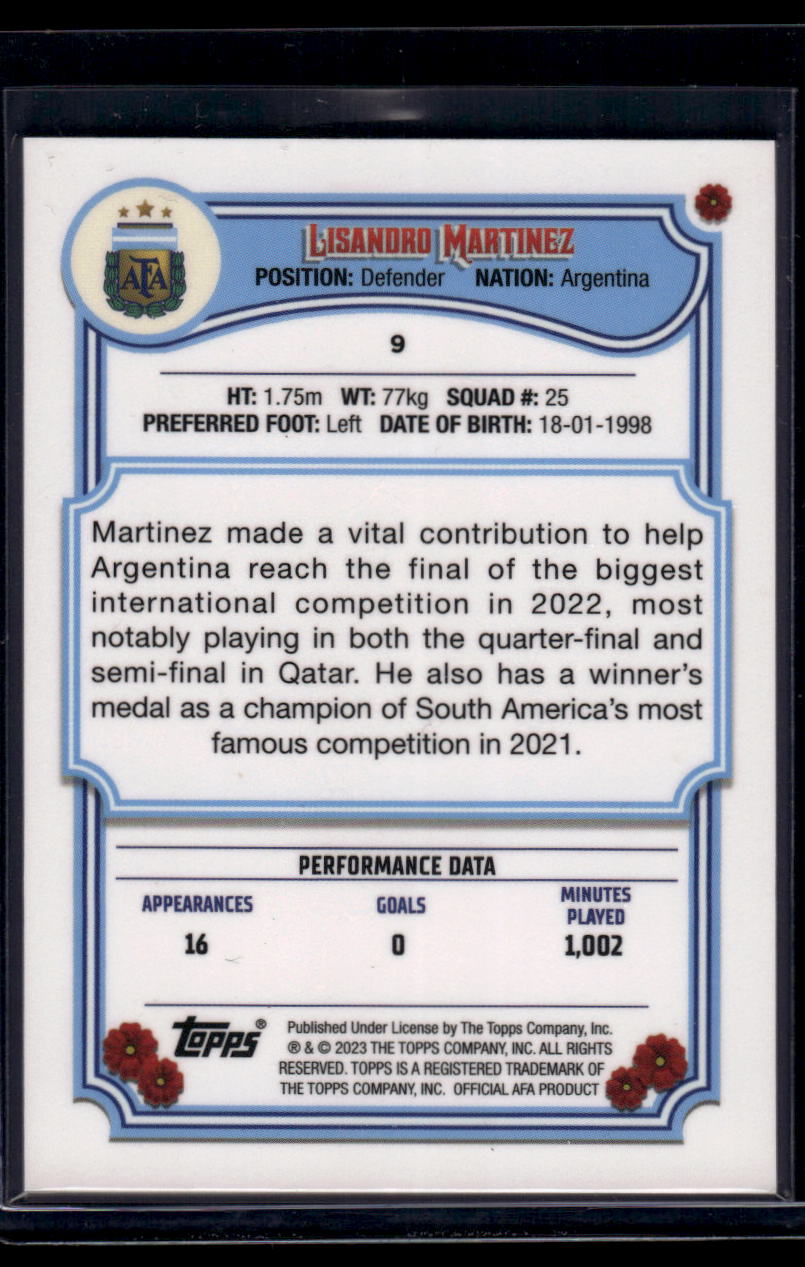 AFA
LISANDRO MARTINEZ
POSITION: Defender NATION: Argentina
9
HT: 1.75m WT: 77kg SQUAD #: 25
PREFERRED FOOT: Left DATE OF BIRTH: 18-01-1998
Martinez made a vital contribution to help
Argentina reach the final of the biggest
international competition in 2022, most
notably playing in both the quarter-final and
semi-final in Qatar. He also has a winner's
medal as a champion of South America's most
famous competition in 2021.
PERFORMANCE DATA
APPEARANCES GOALS MINUTES PLAYED
16 0 1,002
Topps®
Published Under License by The Topps Company, Inc.
® & © 2023 THE TOPPS COMPANY, INC. ALL RIGHTS
RESERVED. TOPPS IS A REGISTERED TRADEMARK OF
THE TOPPS COMPANY, INC. OFFICIAL AFA PRODUCT